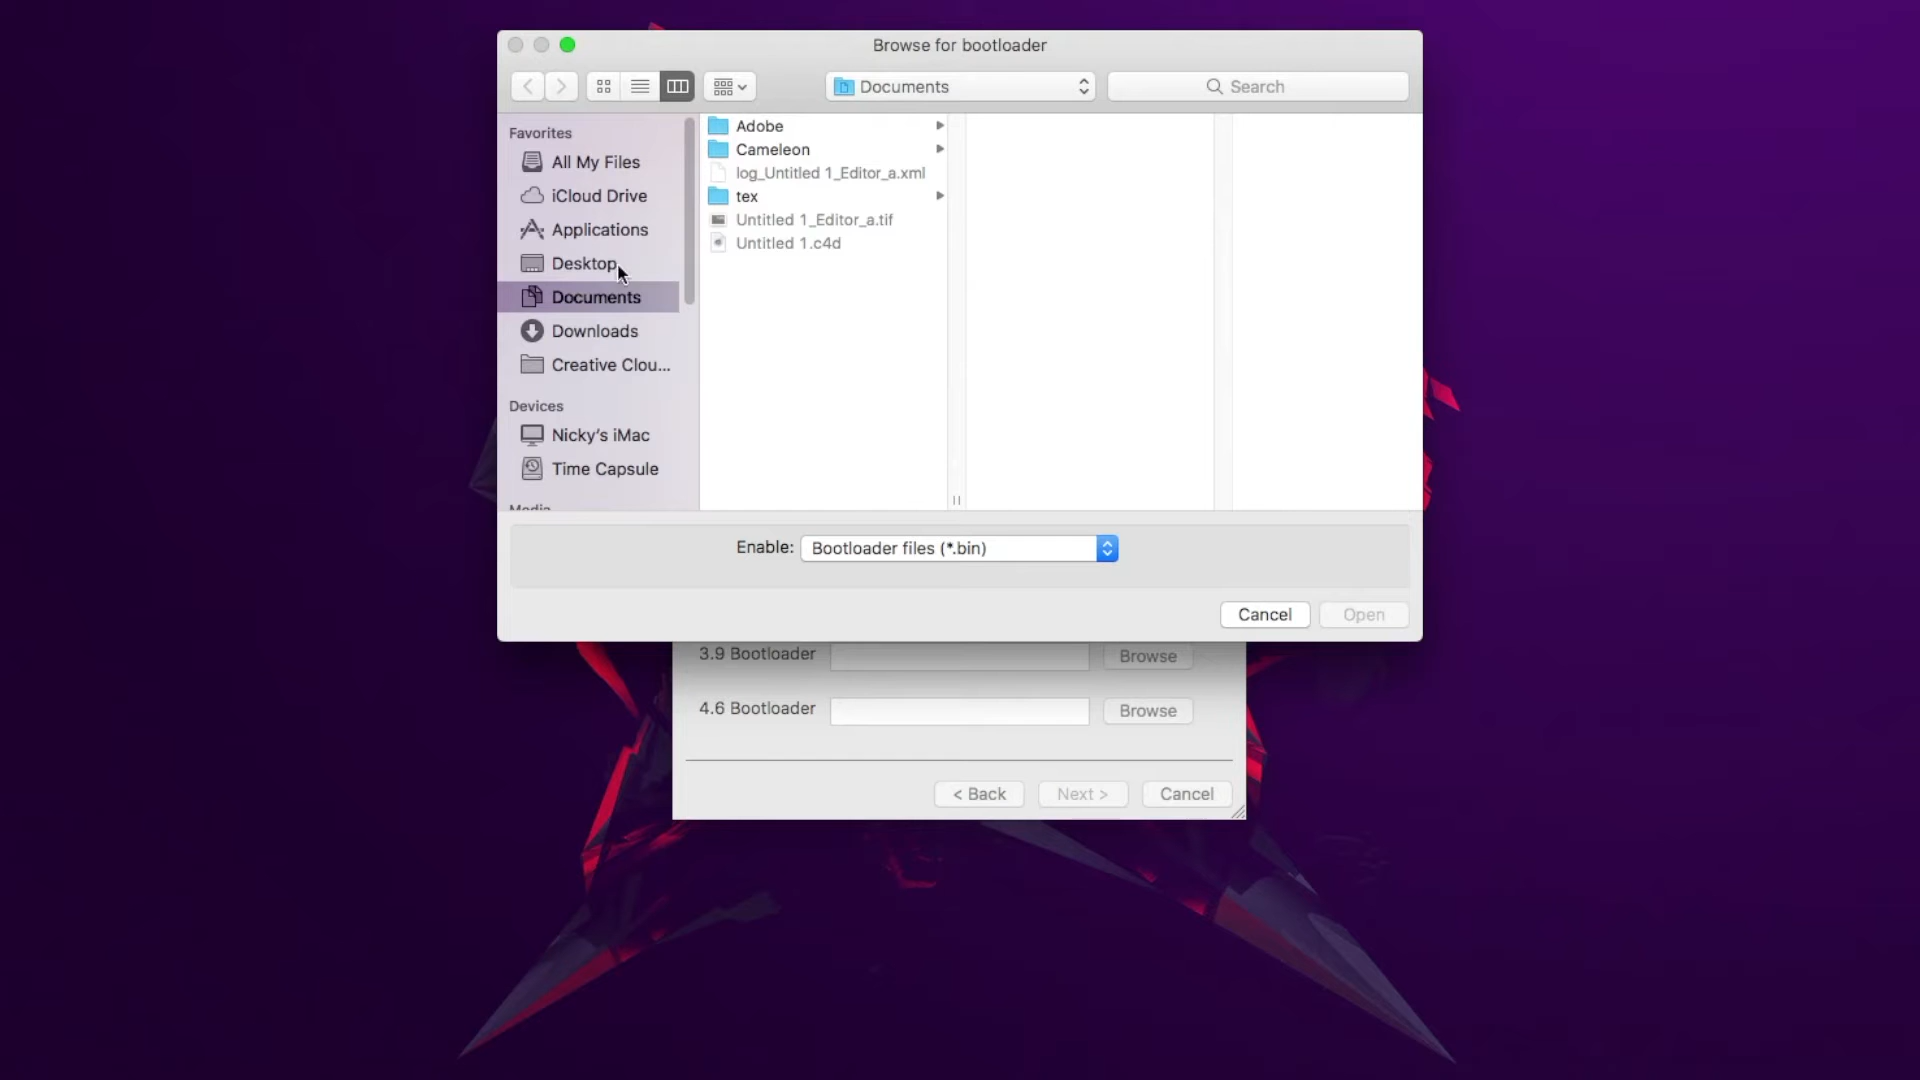 Browse for bootloader
Documents
Search
Favorites
All My Files
iCloud Drive
Applications
Desktop
Documents
Downloads
Creative Clou...
Devices
Nicky's iMac
Time Capsule
Media
Adobe
Cameleon
log_Untitled 1_Editor_a.xml
tex
Untitled 1_Editor_a.tif
Untitled 1.c4d
Enable: Bootloader files (*.bin)
Cancel Open
3.9 Bootloader Browse
4.6 Bootloader Browse
< Back Next > Cancel